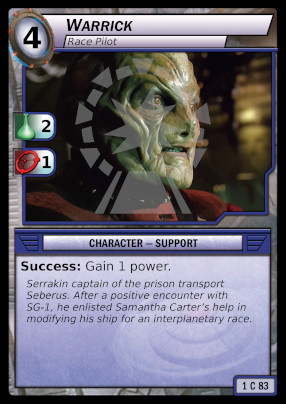 4
WARRICK
Race Pilot
2
1
CHARACTER – SUPPORT
Success: Gain 1 power.
Serrakin captain of the prison transport
Seberus. After a positive encounter with
SG-1, he enlisted Samantha Carter's help in
modifying his ship for an interplanetary race.
1 C 83